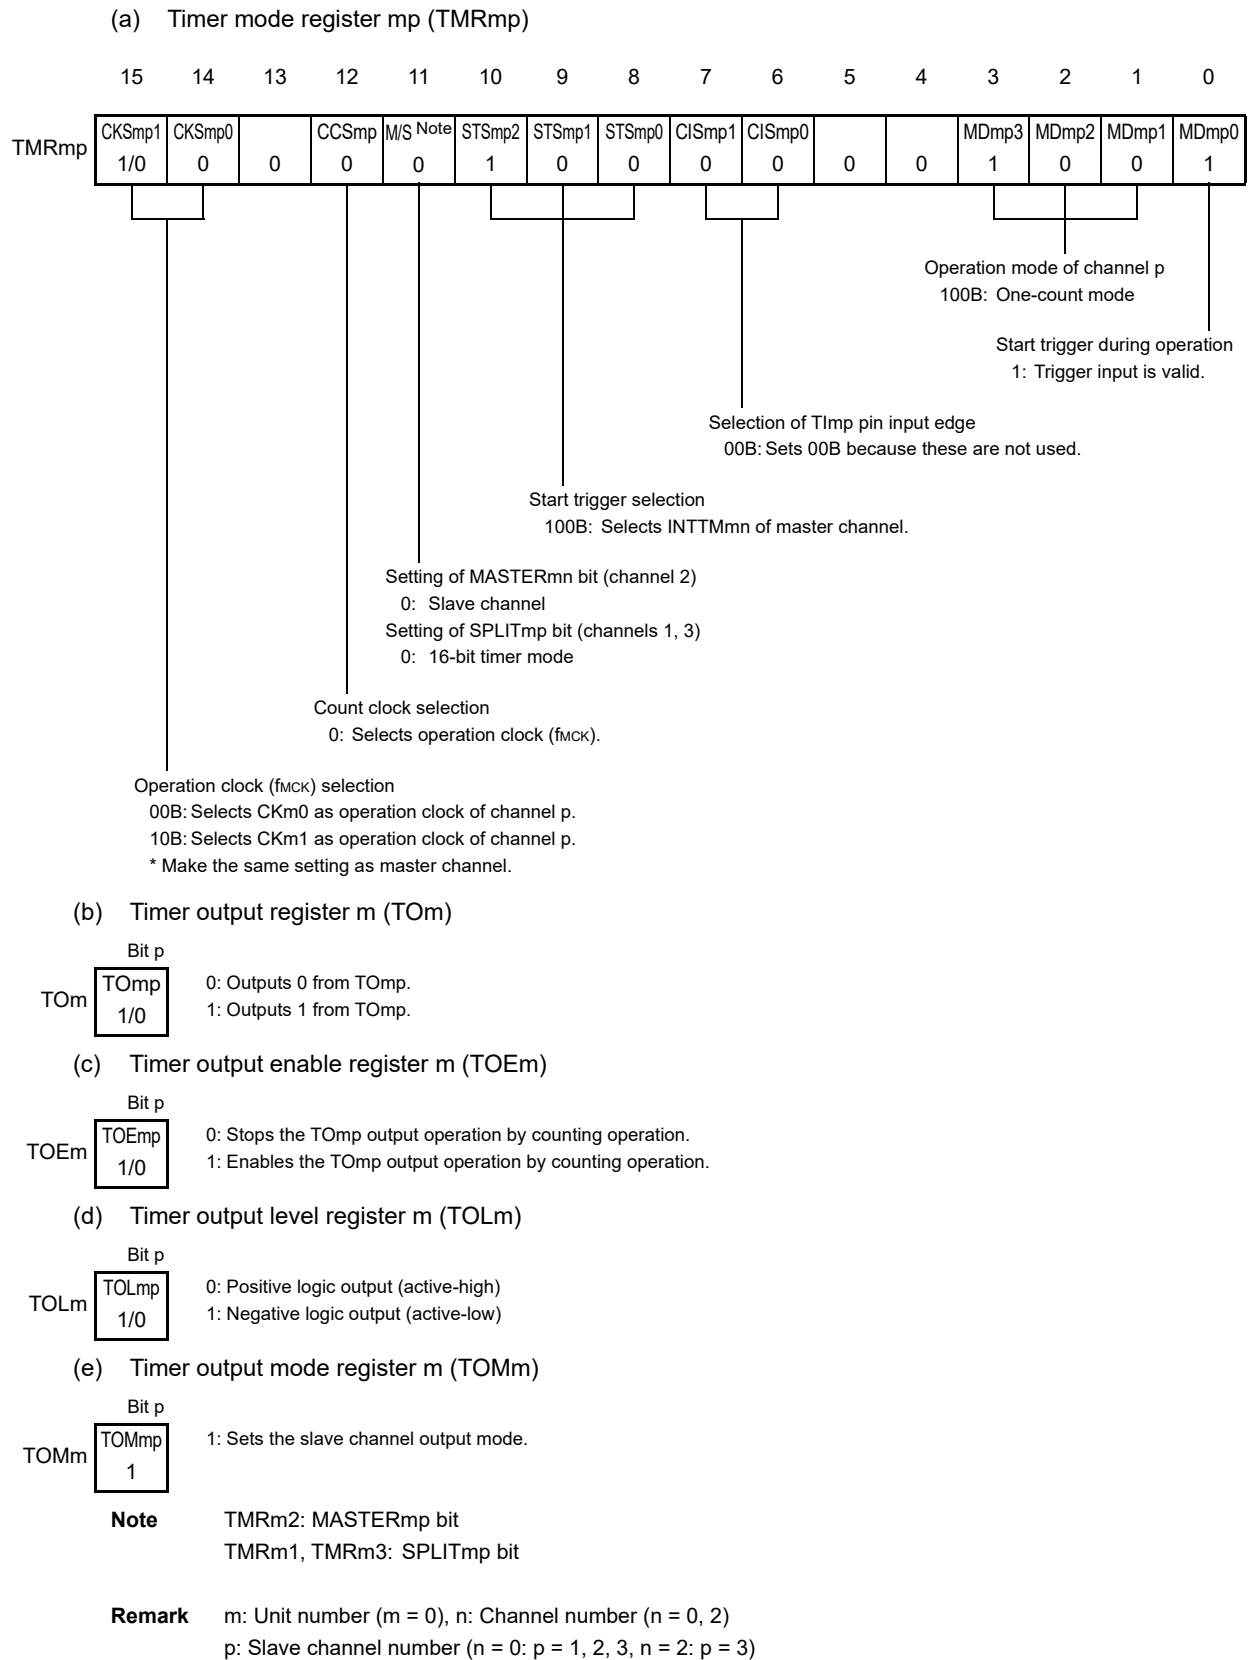 (a) Timer mode register mp (TMRmp)
15 14 13 12 11 10 9 8 7 6 5 4 3 2 1 0
CKSmp1 CKSmp0 CCSmp M/S Note STSmp2 STSmp1 STSmp0 CISmp1 CISmp0 MDmp3 MDmp2 MDmp1 MDmp0
TMRmp
1/0 0 0 0 0 1 0 0 0 0 0 0 1 0 0 1
Operation mode of channel p
100B: One-count mode
Start trigger during operation
1: Trigger input is valid.
Selection of TImp pin input edge
00B: Sets 00B because these are not used.
Start trigger selection
100B: Selects INTTMmn of master channel.
Setting of MASTERmn bit (channel 2)
0: Slave channel
Setting of SPLITmp bit (channels 1, 3)
0: 16-bit timer mode
Count clock selection
0: Selects operation clock (fMCK).
Operation clock (fMCK) selection
00B: Selects CKm0 as operation clock of channel p.
10B: Selects CKm1 as operation clock of channel p.
* Make the same setting as master channel.
(b) Timer output register m (TOm)
Bit p
TOm
TOmp
1/0
0: Outputs 0 from TOmp.
1: Outputs 1 from TOmp.
(c) Timer output enable register m (TOEm)
Bit p
TOEm
TOEmp
1/0
0: Stops the TOmp output operation by counting operation.
1: Enables the TOmp output operation by counting operation.
(d) Timer output level register m (TOLm)
Bit p
TOLm
TOLmp
1/0
0: Positive logic output (active-high)
1: Negative logic output (active-low)
(e) Timer output mode register m (TOMm)
Bit p
TOMm
TOMmp
1
1: Sets the slave channel output mode.
Note TMRm2: MASTERmp bit
TMRm1, TMRm3: SPLITmp bit
Remark m: Unit number (m = 0), n: Channel number (n = 0, 2)
p: Slave channel number (n = 0: p = 1, 2, 3, n = 2: p = 3)